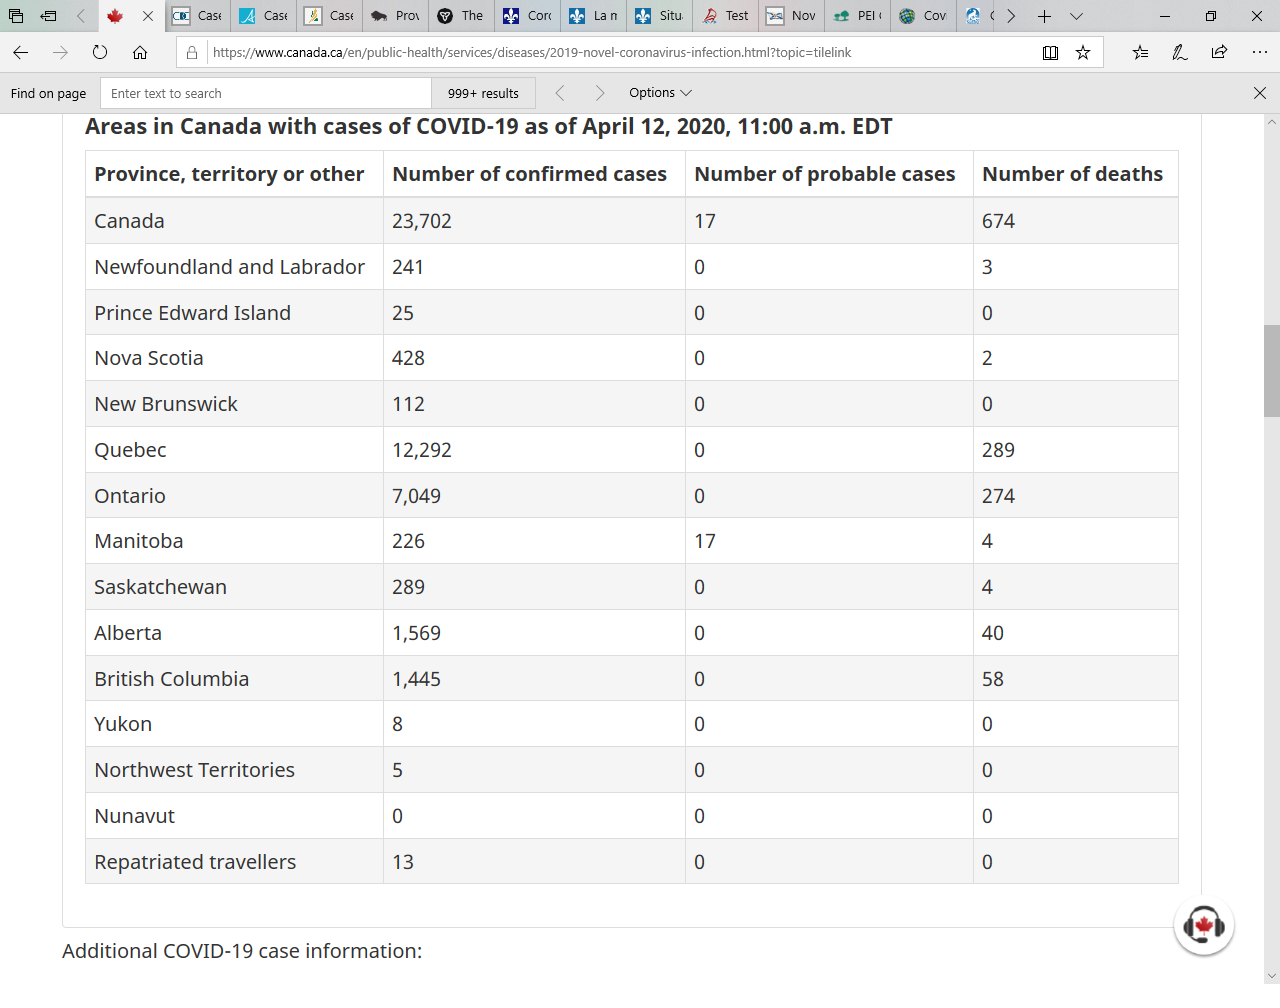 Case
Case
Case
Prov
The
Corc
La n
Situ
Test
Nov
PEI
Cov
https://www.canada.ca/en/public-health/services/diseases/2019-novel-coronavirus-infection.html?topic=tilelink
Find on page Enter text to search 999+ results Options
Areas in Canada with cases of COVID-19 as of April 12, 2020, 11:00 a.m. EDT
Province, territory or other Number of confirmed cases Number of probable cases Number of deaths
Canada 23,702 17 674
Newfoundland and Labrador 241 0 3
Prince Edward Island 25 0 0
Nova Scotia 428 0 2
New Brunswick 112 0 0
Quebec 12,292 0 289
Ontario 7,049 0 274
Manitoba 226 17 4
Saskatchewan 289 0 4
Alberta 1,569 0 40
British Columbia 1,445 0 58
Yukon 8 0 0
Northwest Territories 5 0 0
Nunavut 0 0 0
Repatriated travellers 13 0 0
Additional COVID-19 case information: